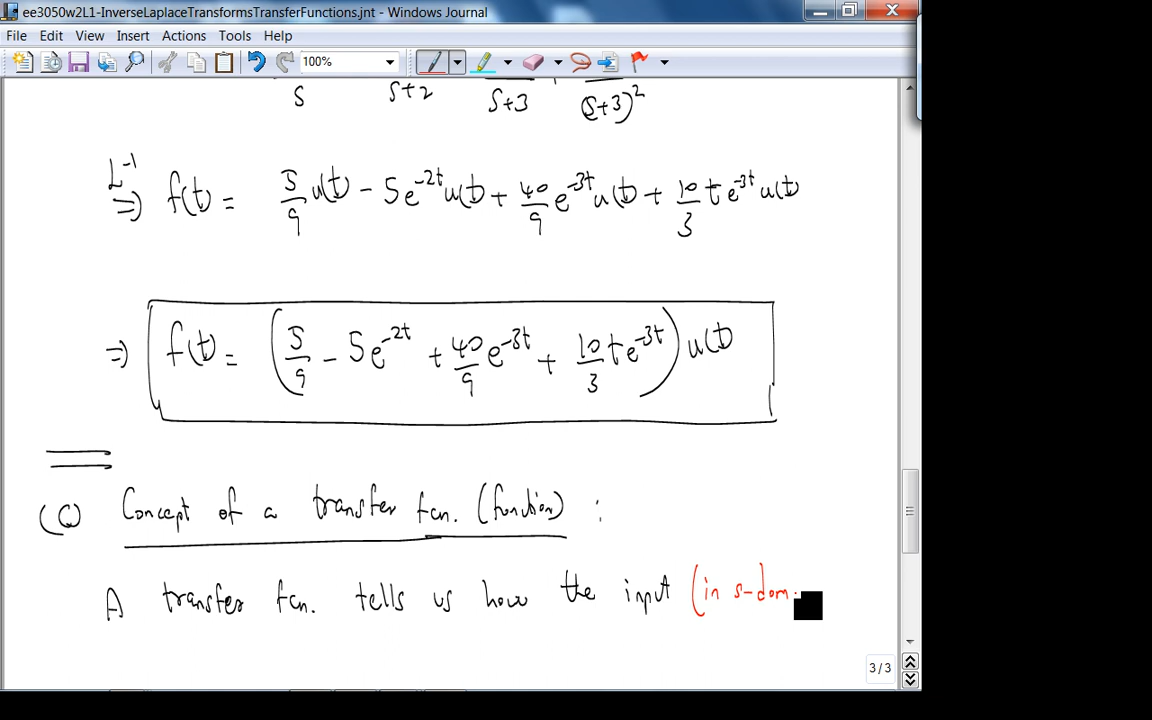 ee3050w2L1-InverseLaplaceTransformsTransferFunctions.jnt - Windows Journal
File Edit View Insert Actions Tools Help
100%
s s+2 s+3 (s+3)^2
L^-1
⇒ f(t) = 5/9 u(t) - 5e^-2t u(t) + 40/9 e^-3t u(t) + 10/3 te^-3t u(t)
⇒ f(t) = (5/9 - 5e^-2t + 40/9 e^-3t + 10/3 te^-3t) u(t)
(C) Concept of a transfer fcn. (function) :
A transfer fcn. tells us how the input (in s-dom.
3/3